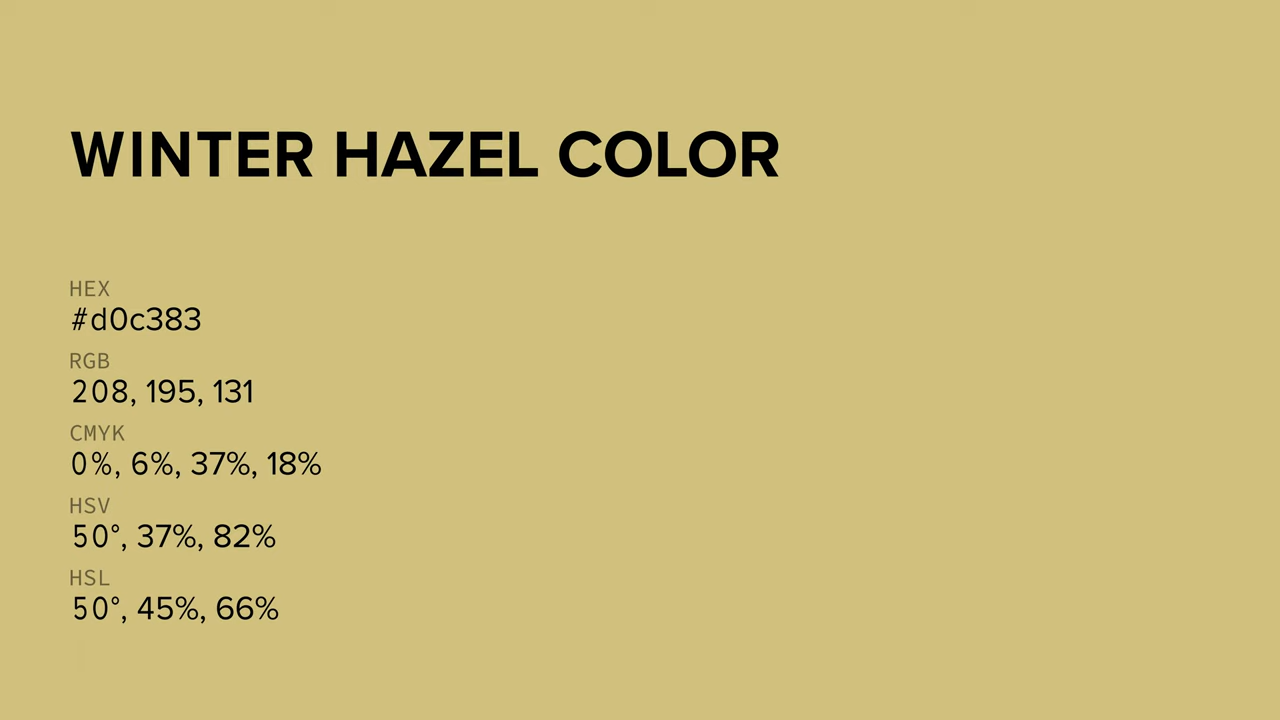 WINTER HAZEL COLOR
HEX
#d0c383
RGB
208, 195, 131
CMYK
0%, 6%, 37%, 18%
HSV
50°, 37%, 82%
HSL
50°, 45%, 66%